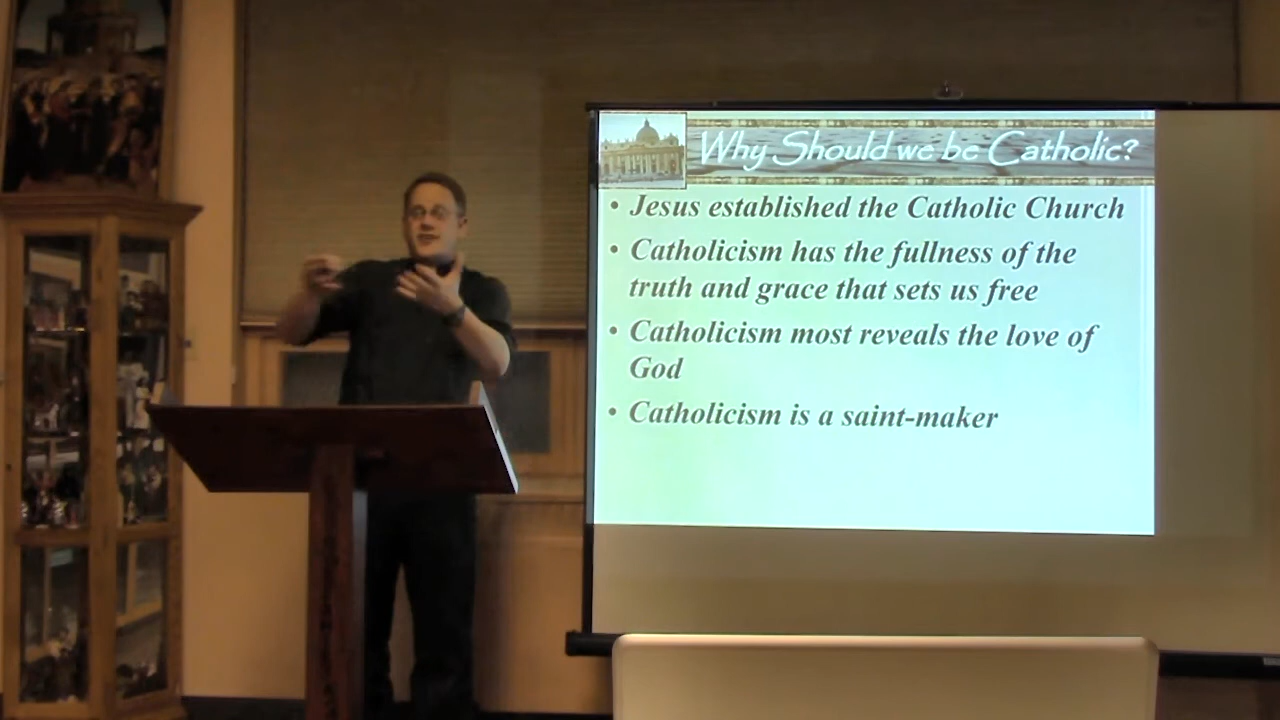 Why Should we be Catholic?
• Jesus established the Catholic Church
• Catholicism has the fullness of the
truth and grace that sets us free
• Catholicism most reveals the love of
God
• Catholicism is a saint-maker